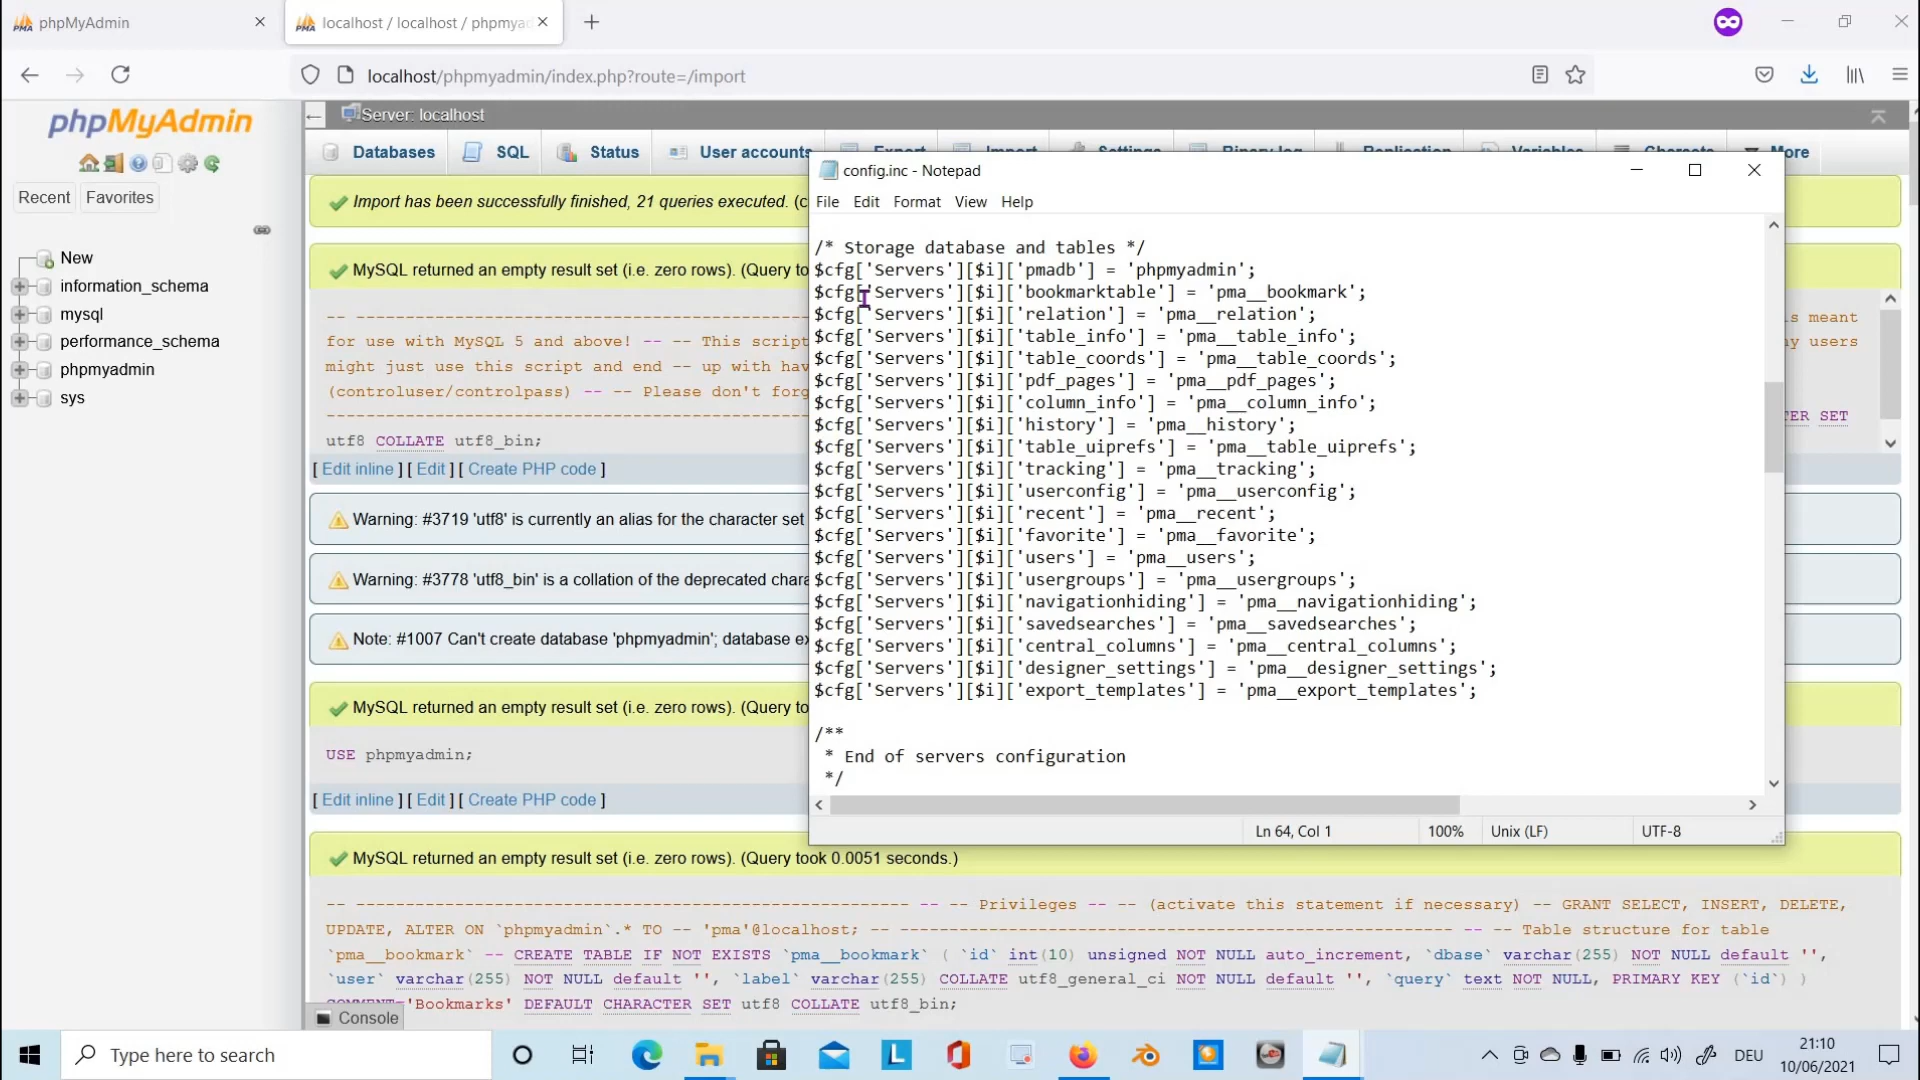 phpMyAdmin
localhost / localhost / phpmyad
localhost/phpmyadmin/index.php?route=/import
phpMyAdmin
Recent
Favorites
New
information_schema
mysql
performance_schema
phpmyadmin
sys
Server: localhost
Databases
SQL
Status
User accounts
Export
Import
Settings
Binary log
Replication
Variables
Charsets
More
Import has been successfully finished, 21 queries executed. (c
MySQL returned an empty result set (i.e. zero rows). (Query to
-- --------------------------------------------------------
for use with MySQL 5 and above! -- -- This scrip
might just use this script and end -- up with hav
(controluser/controlpass) -- -- Please don't forg
--------------------------------------------------------
utf8 COLLATE utf8_bin;
s meant
y users
ER SET
[ Edit inline ] [ Edit ] [ Create PHP code ]
Warning: #3719 'utf8' is currently an alias for the character set
Warning: #3778 'utf8_bin' is a collation of the deprecated chara
Note: #1007 Can't create database 'phpmyadmin'; database ex
MySQL returned an empty result set (i.e. zero rows). (Query to
USE phpmyadmin;
[ Edit inline ] [ Edit ] [ Create PHP code ]
MySQL returned an empty result set (i.e. zero rows). (Query took 0.0051 seconds.)
-- -------------------------------------------------------- -- -- Privileges -- -- (activate this statement if necessary) -- GRANT SELECT, INSERT, DELETE,
UPDATE, ALTER ON `phpmyadmin`.* TO -- 'pma'@localhost; -- -------------------------------------------------------- -- -- Table structure for table
`pma__bookmark` -- CREATE TABLE IF NOT EXISTS `pma__bookmark` ( `id` int(10) unsigned NOT NULL auto_increment, `dbase` varchar(255) NOT NULL default '',
`user` varchar(255) NOT NULL default '', `label` varchar(255) COLLATE utf8_general_ci NOT NULL default '', `query` text NOT NULL, PRIMARY KEY (`id`) )
COMMENT='Bookmarks' DEFAULT CHARACTER SET utf8 COLLATE utf8_bin;
Console
config.inc - Notepad
File Edit Format View Help
/* Storage database and tables */
$cfg['Servers'][$i]['pmadb'] = 'phpmyadmin';
$cfg['Servers'][$i]['bookmarktable'] = 'pma__bookmark';
$cfg['Servers'][$i]['relation'] = 'pma__relation';
$cfg['Servers'][$i]['table_info'] = 'pma__table_info';
$cfg['Servers'][$i]['table_coords'] = 'pma__table_coords';
$cfg['Servers'][$i]['pdf_pages'] = 'pma__pdf_pages';
$cfg['Servers'][$i]['column_info'] = 'pma__column_info';
$cfg['Servers'][$i]['history'] = 'pma__history';
$cfg['Servers'][$i]['table_uiprefs'] = 'pma__table_uiprefs';
$cfg['Servers'][$i]['tracking'] = 'pma__tracking';
$cfg['Servers'][$i]['userconfig'] = 'pma__userconfig';
$cfg['Servers'][$i]['recent'] = 'pma__recent';
$cfg['Servers'][$i]['favorite'] = 'pma__favorite';
$cfg['Servers'][$i]['users'] = 'pma__users';
$cfg['Servers'][$i]['usergroups'] = 'pma__usergroups';
$cfg['Servers'][$i]['navigationhiding'] = 'pma__navigationhiding';
$cfg['Servers'][$i]['savedsearches'] = 'pma__savedsearches';
$cfg['Servers'][$i]['central_columns'] = 'pma__central_columns';
$cfg['Servers'][$i]['designer_settings'] = 'pma__designer_settings';
$cfg['Servers'][$i]['export_templates'] = 'pma__export_templates';
/**
* End of servers configuration
*/
Ln 64, Col 1
100%
Unix (LF)
UTF-8
Type here to search
DEU
21:10
10/06/2021